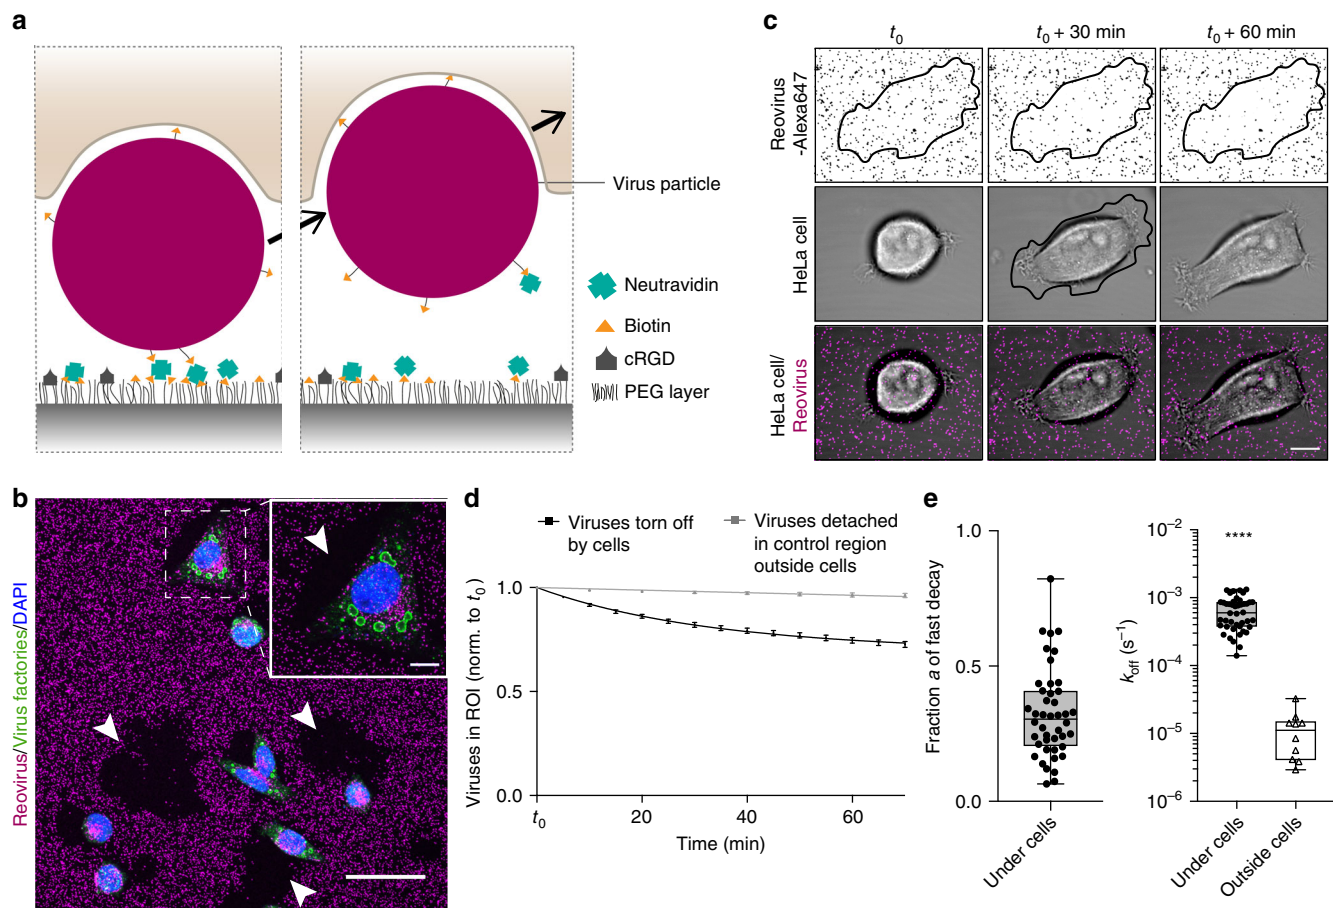 a
Virus particle
Neutravidin
Biotin
cRGD
PEG layer
b
Reovirus/Virus factories/DAPI
c
t0
t0 + 30 min
t0 + 60 min
Reovirus
-Alexa647
HeLa cell
HeLa cell/
Reovirus
d
Viruses torn off
by cells
Viruses detached
in control region
outside cells
Viruses in ROI (norm. to t0)
1.0
0.5
0.0
t0
20
40
60
Time (min)
e
Fraction a of fast decay
1.0
0.5
0.0
Under cells
koff (s−1)
10−2
10−3
10−4
10−5
10−6
****
Under cells
Outside cells